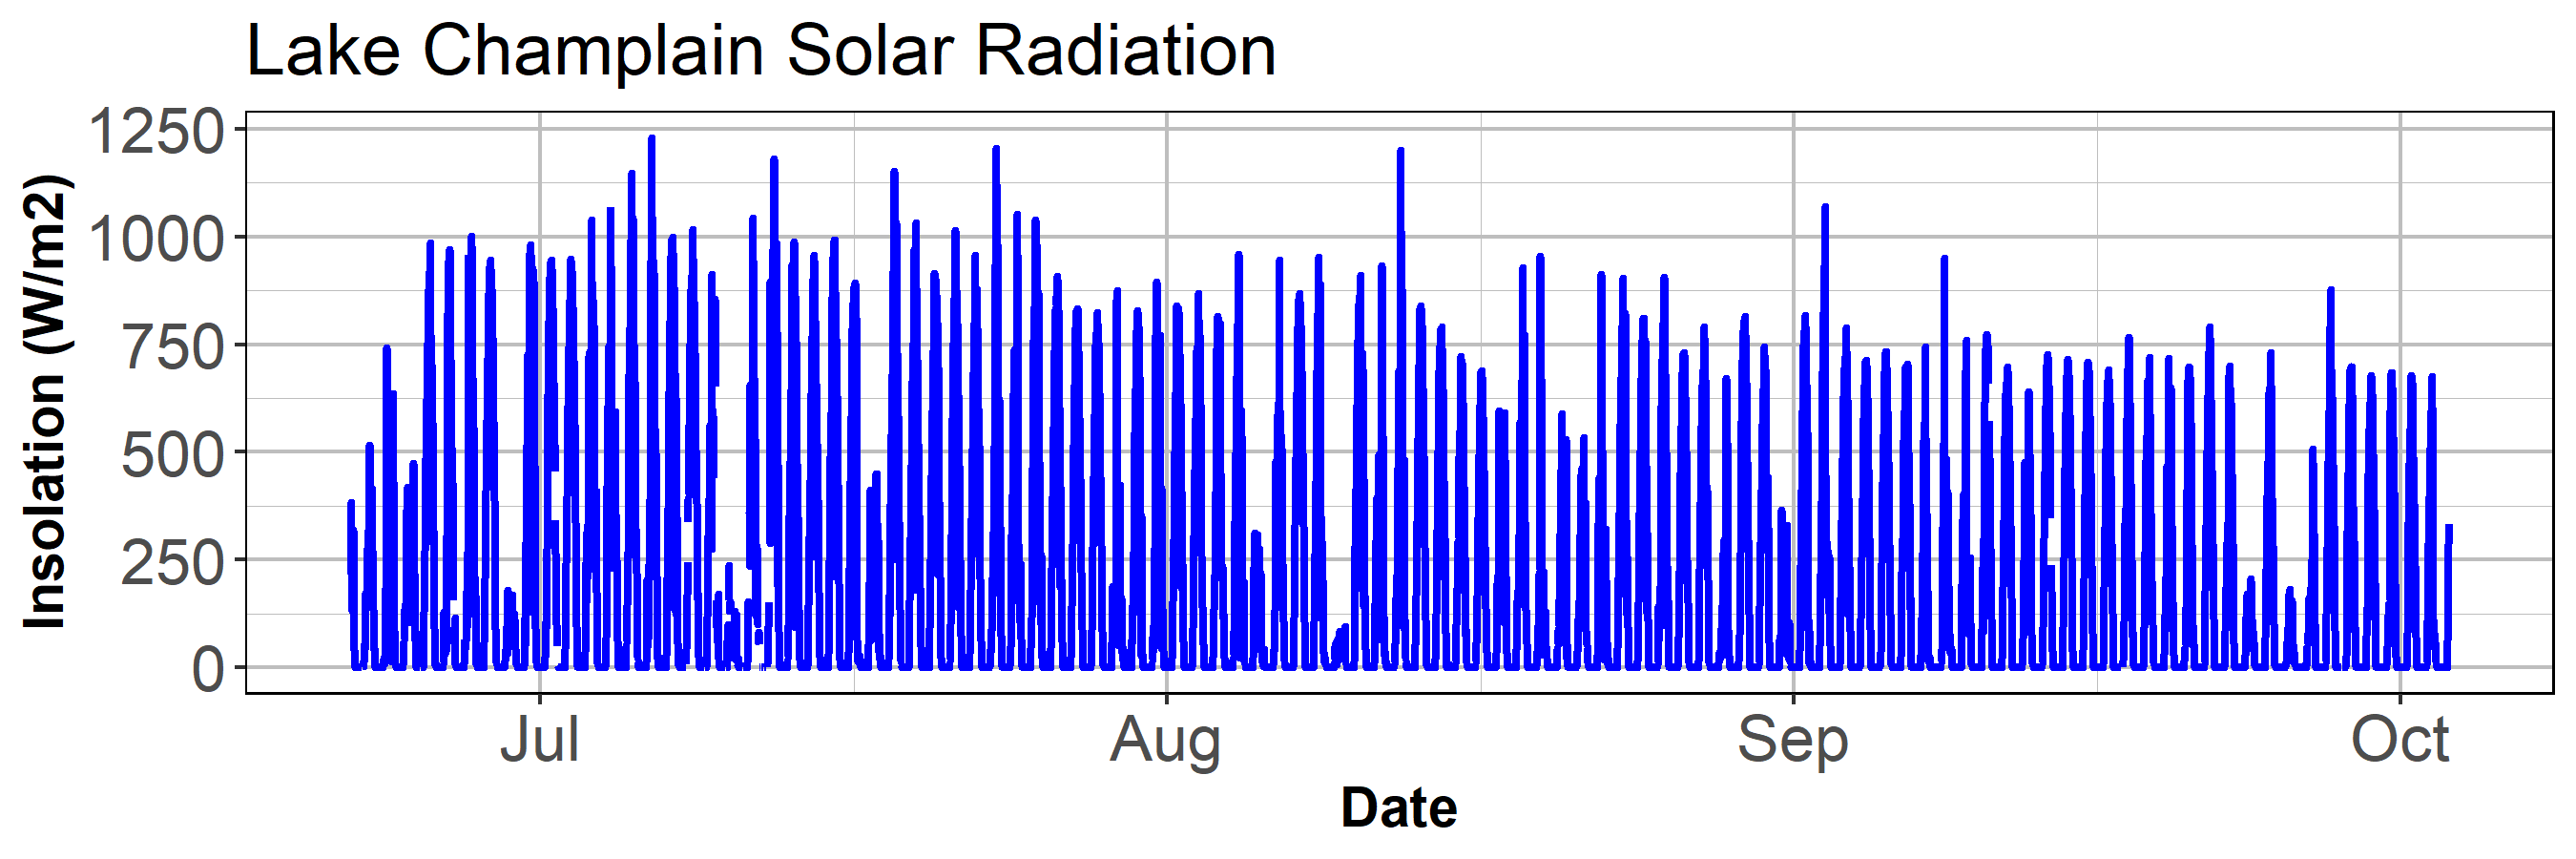 Lake Champlain Solar Radiation
1250
1000
750
500
250
0
Insolation (W/m2)
Jul Aug Sep Oct
Date